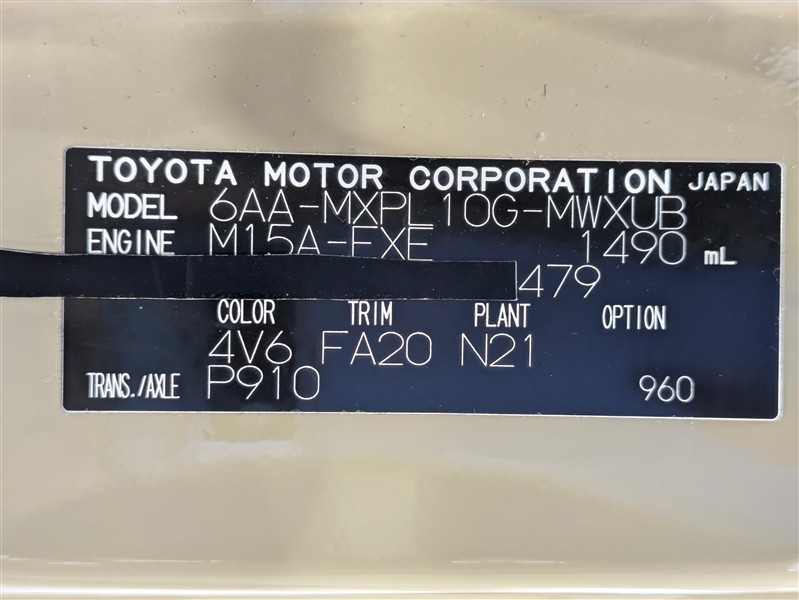 TOYOTA MOTOR CORPORATION JAPAN
MODEL 6AA-MXPL10G-MWXUB
ENGINE M15A-FXE 1490 mL
479
COLOR TRIM PLANT OPTION
4V6 FA20 N21
TRANS./AXLE P910 960